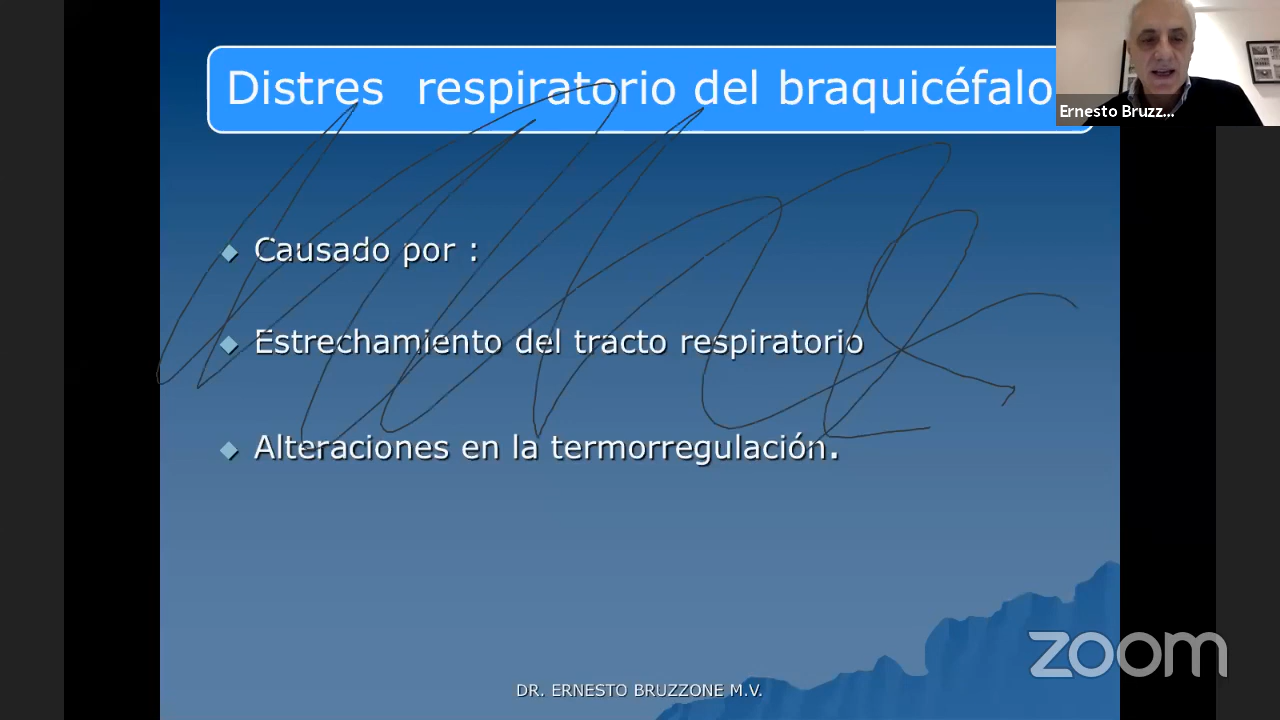 Distres respiratorio del braquicéfalo
Ernesto Bruzz...
Causado por :
Estrechamiento del tracto respiratorio
Alteraciones en la termorregulación.
zoom
DR. ERNESTO BRUZZONE M.V.